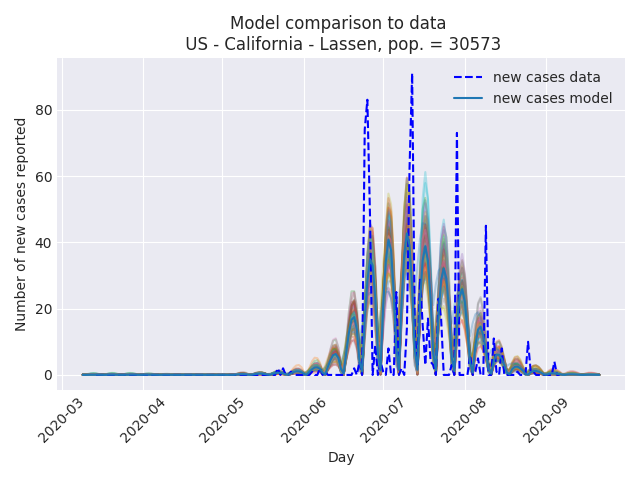 Model comparison to data
US - California - Lassen, pop. = 30573
new cases data
new cases model
Number of new cases reported
80
60
40
20
0
2020-03
2020-04
2020-05
2020-06
2020-07
2020-08
2020-09
Day